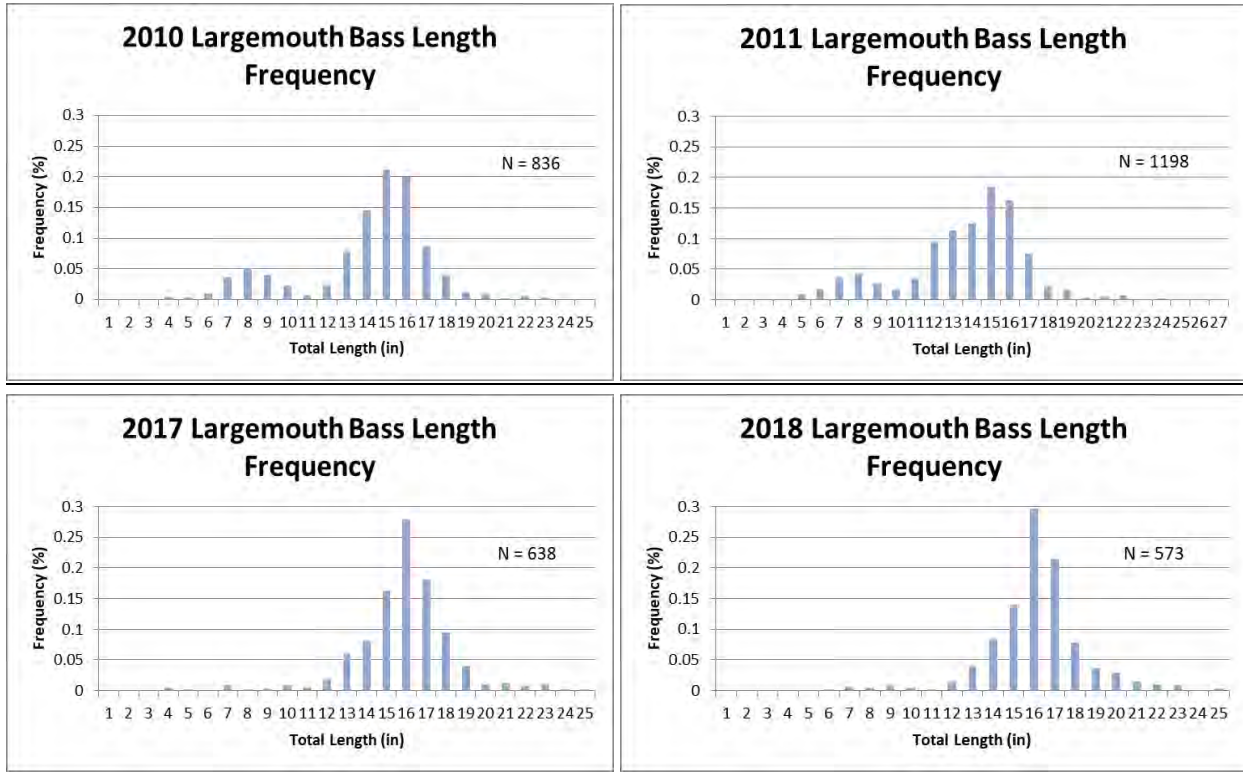 2010 Largemouth Bass Length
Frequency
0.3
0.25
0.2
0.15
0.1
0.05
0
Frequency (%)
N = 836
1 2 3 4 5 6 7 8 9 10 11 12 13 14 15 16 17 18 19 20 21 22 23 24 25
Total Length (in)
2011 Largemouth Bass Length
Frequency
0.3
0.25
0.2
0.15
0.1
0.05
0
Frequency (%)
N = 1198
1 2 3 4 5 6 7 8 9 10 11 12 13 14 15 16 17 18 19 20 21 22 23 24 25 26 27
Total Length (in)
2017 Largemouth Bass Length
Frequency
0.3
0.25
0.2
0.15
0.1
0.05
0
Frequency (%)
N = 638
1 2 3 4 5 6 7 8 9 10 11 12 13 14 15 16 17 18 19 20 21 22 23 24 25
Total Length (in)
2018 Largemouth Bass Length
Frequency
0.3
0.25
0.2
0.15
0.1
0.05
0
Frequency (%)
N = 573
1 2 3 4 5 6 7 8 9 10 11 12 13 14 15 16 17 18 19 20 21 22 23 24 25
Total Length (in)